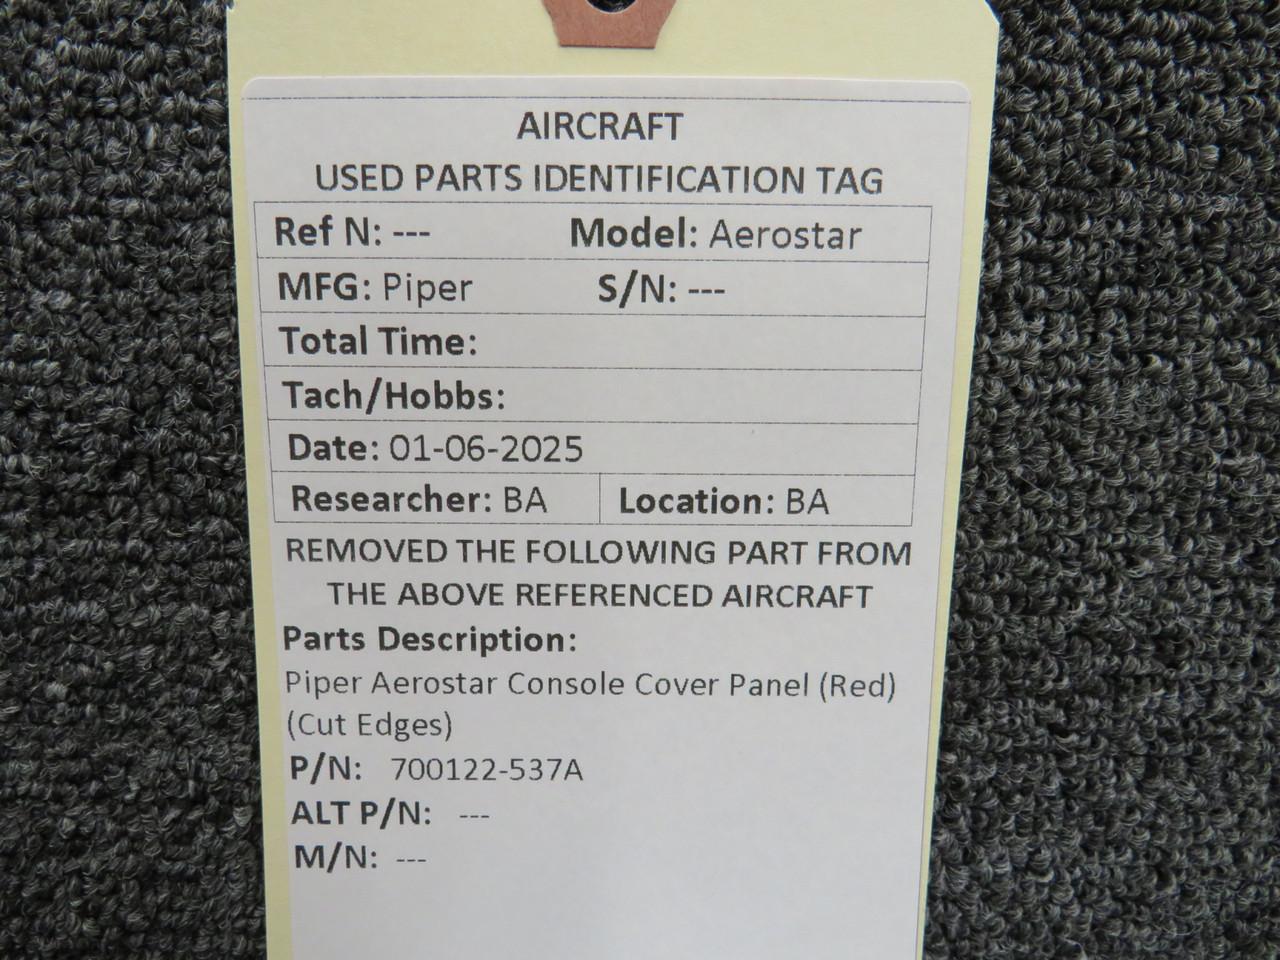 AIRCRAFT
USED PARTS IDENTIFICATION TAG
Ref N: --- Model: Aerostar
MFG: Piper S/N: ---
Total Time:
Tach/Hobbs:
Date: 01-06-2025
Researcher: BA Location: BA
REMOVED THE FOLLOWING PART FROM
THE ABOVE REFERENCED AIRCRAFT
Parts Description:
Piper Aerostar Console Cover Panel (Red)
(Cut Edges)
P/N: 700122-537A
ALT P/N: ---
M/N: ---